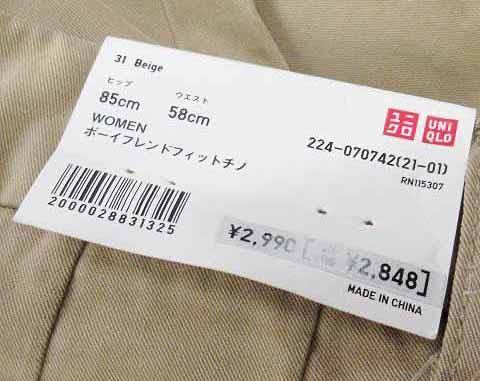 31 Beige
ヒップ ウエスト
85cm 58cm
WOMEN
ボーイフレンドフィットチノ
ユニクロ UNIQLO
224-070742(21-01)
RN115307
2000028831325
¥2,990[ ¥2,848]
MADE IN CHINA